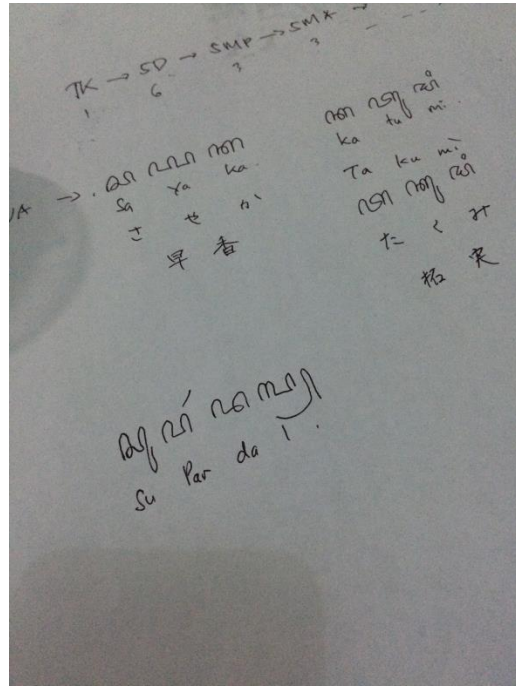 TK → SD → SMP → SMA →
1 6 3 3
ꦱ ꦪ ꦏ
Sa Ya ka
さ や か
早 香
ꦏ ꦠꦸ ꦩꦶ
ka tu mi
Ta ku mi
ꦠ ꦏꦸ ꦩꦶ
た く み
拓 実
ꦱꦸ ꦥꦂ ꦢ ꦭ꧀
Su Par da l.